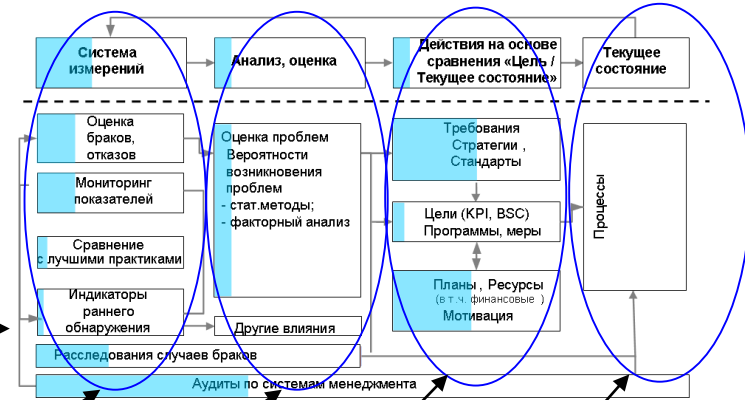 Система
измерений
Анализ, оценка
Действия на основе
сравнения «Цель /
Текущее состояние»
Текущее
состояние
Оценка
браков,
отказов
Мониторинг
показателей
Сравнение
с лучшими практиками
Индикаторы
раннего
обнаружения
Оценка проблем
Вероятности
возникновения
проблем
- стат.методы;
- факторный анализ
Другие влияния
Требования
Стратегии ,
Стандарты
Цели (KPI, BSC)
Программы, меры
Планы , Ресурсы
(в т.ч. финансовые )
Мотивация
Процессы
Расследования случаев браков
Аудиты по системам менеджмента